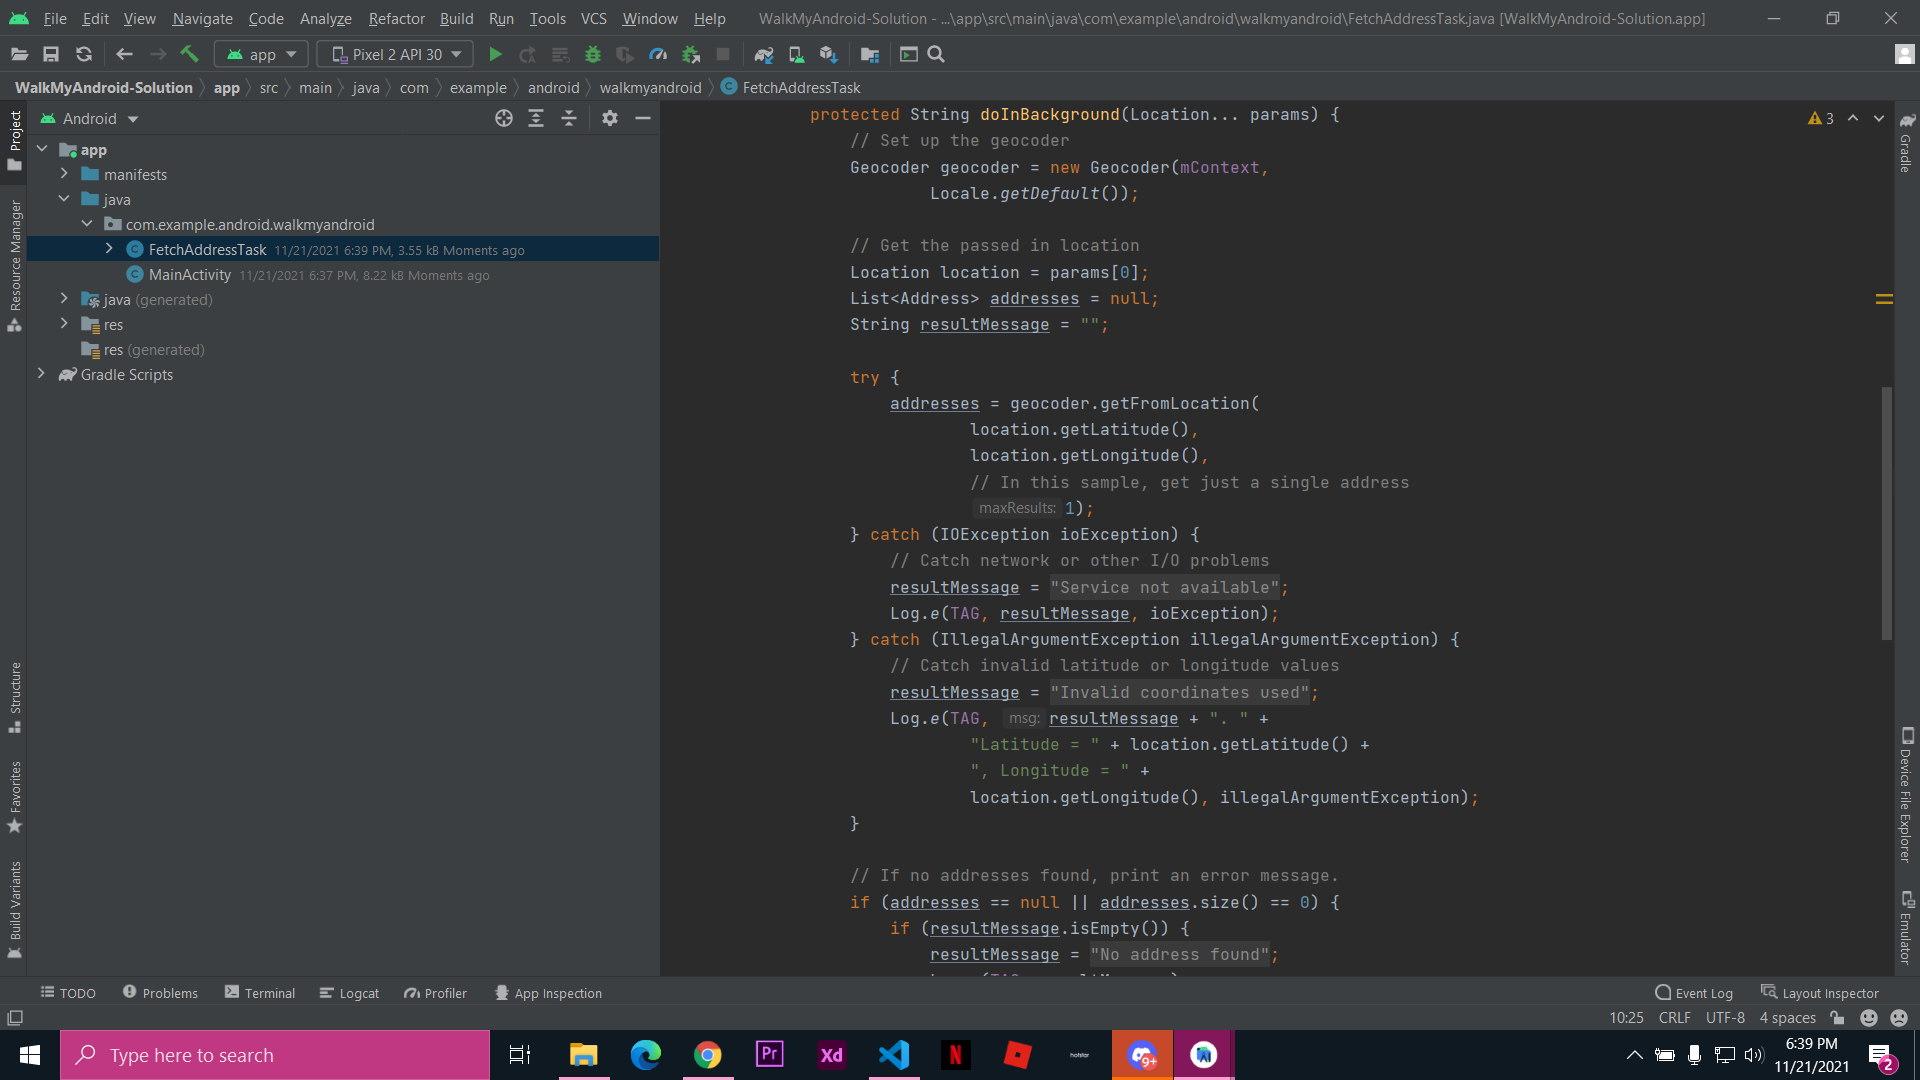 File Edit View Navigate Code Analyze Refactor Build Run Tools VCS Window Help WalkMyAndroid-Solution - ...\app\src\main\java\com\example\android\walkmyandroid\FetchAddressTask.java [WalkMyAndroid-Solution.app]
app Pixel 2 API 30
WalkMyAndroid-Solution app src main java com example android walkmyandroid FetchAddressTask
Project
Resource Manager
Structure
Favorites
Build Variants
Android
app
manifests
java
com.example.android.walkmyandroid
FetchAddressTask 11/21/2021 6:39 PM, 3.55 kB Moments ago
MainActivity 11/21/2021 6:37 PM, 8.22 kB Moments ago
java (generated)
res
res (generated)
Gradle Scripts
protected String doInBackground(Location... params) {
// Set up the geocoder
Geocoder geocoder = new Geocoder(mContext,
Locale.getDefault());
// Get the passed in location
Location location = params[0];
List<Address> addresses = null;
String resultMessage = "";
try {
addresses = geocoder.getFromLocation(
location.getLatitude(),
location.getLongitude(),
// In this sample, get just a single address
maxResults: 1);
} catch (IOException ioException) {
// Catch network or other I/O problems
resultMessage = "Service not available";
Log.e(TAG, resultMessage, ioException);
} catch (IllegalArgumentException illegalArgumentException) {
// Catch invalid latitude or longitude values
resultMessage = "Invalid coordinates used";
Log.e(TAG, msg: resultMessage + ". " +
"Latitude = " + location.getLatitude() +
", Longitude = " +
location.getLongitude(), illegalArgumentException);
}
// If no addresses found, print an error message.
if (addresses == null || addresses.size() == 0) {
if (resultMessage.isEmpty()) {
resultMessage = "No address found";
3
Gradle
Device File Explorer
Emulator
TODO Problems Terminal Logcat Profiler App Inspection Event Log Layout Inspector
10:25 CRLF UTF-8 4 spaces
Type here to search
Pr
Xd
N
hotstar
9+
6:39 PM
11/21/2021
2